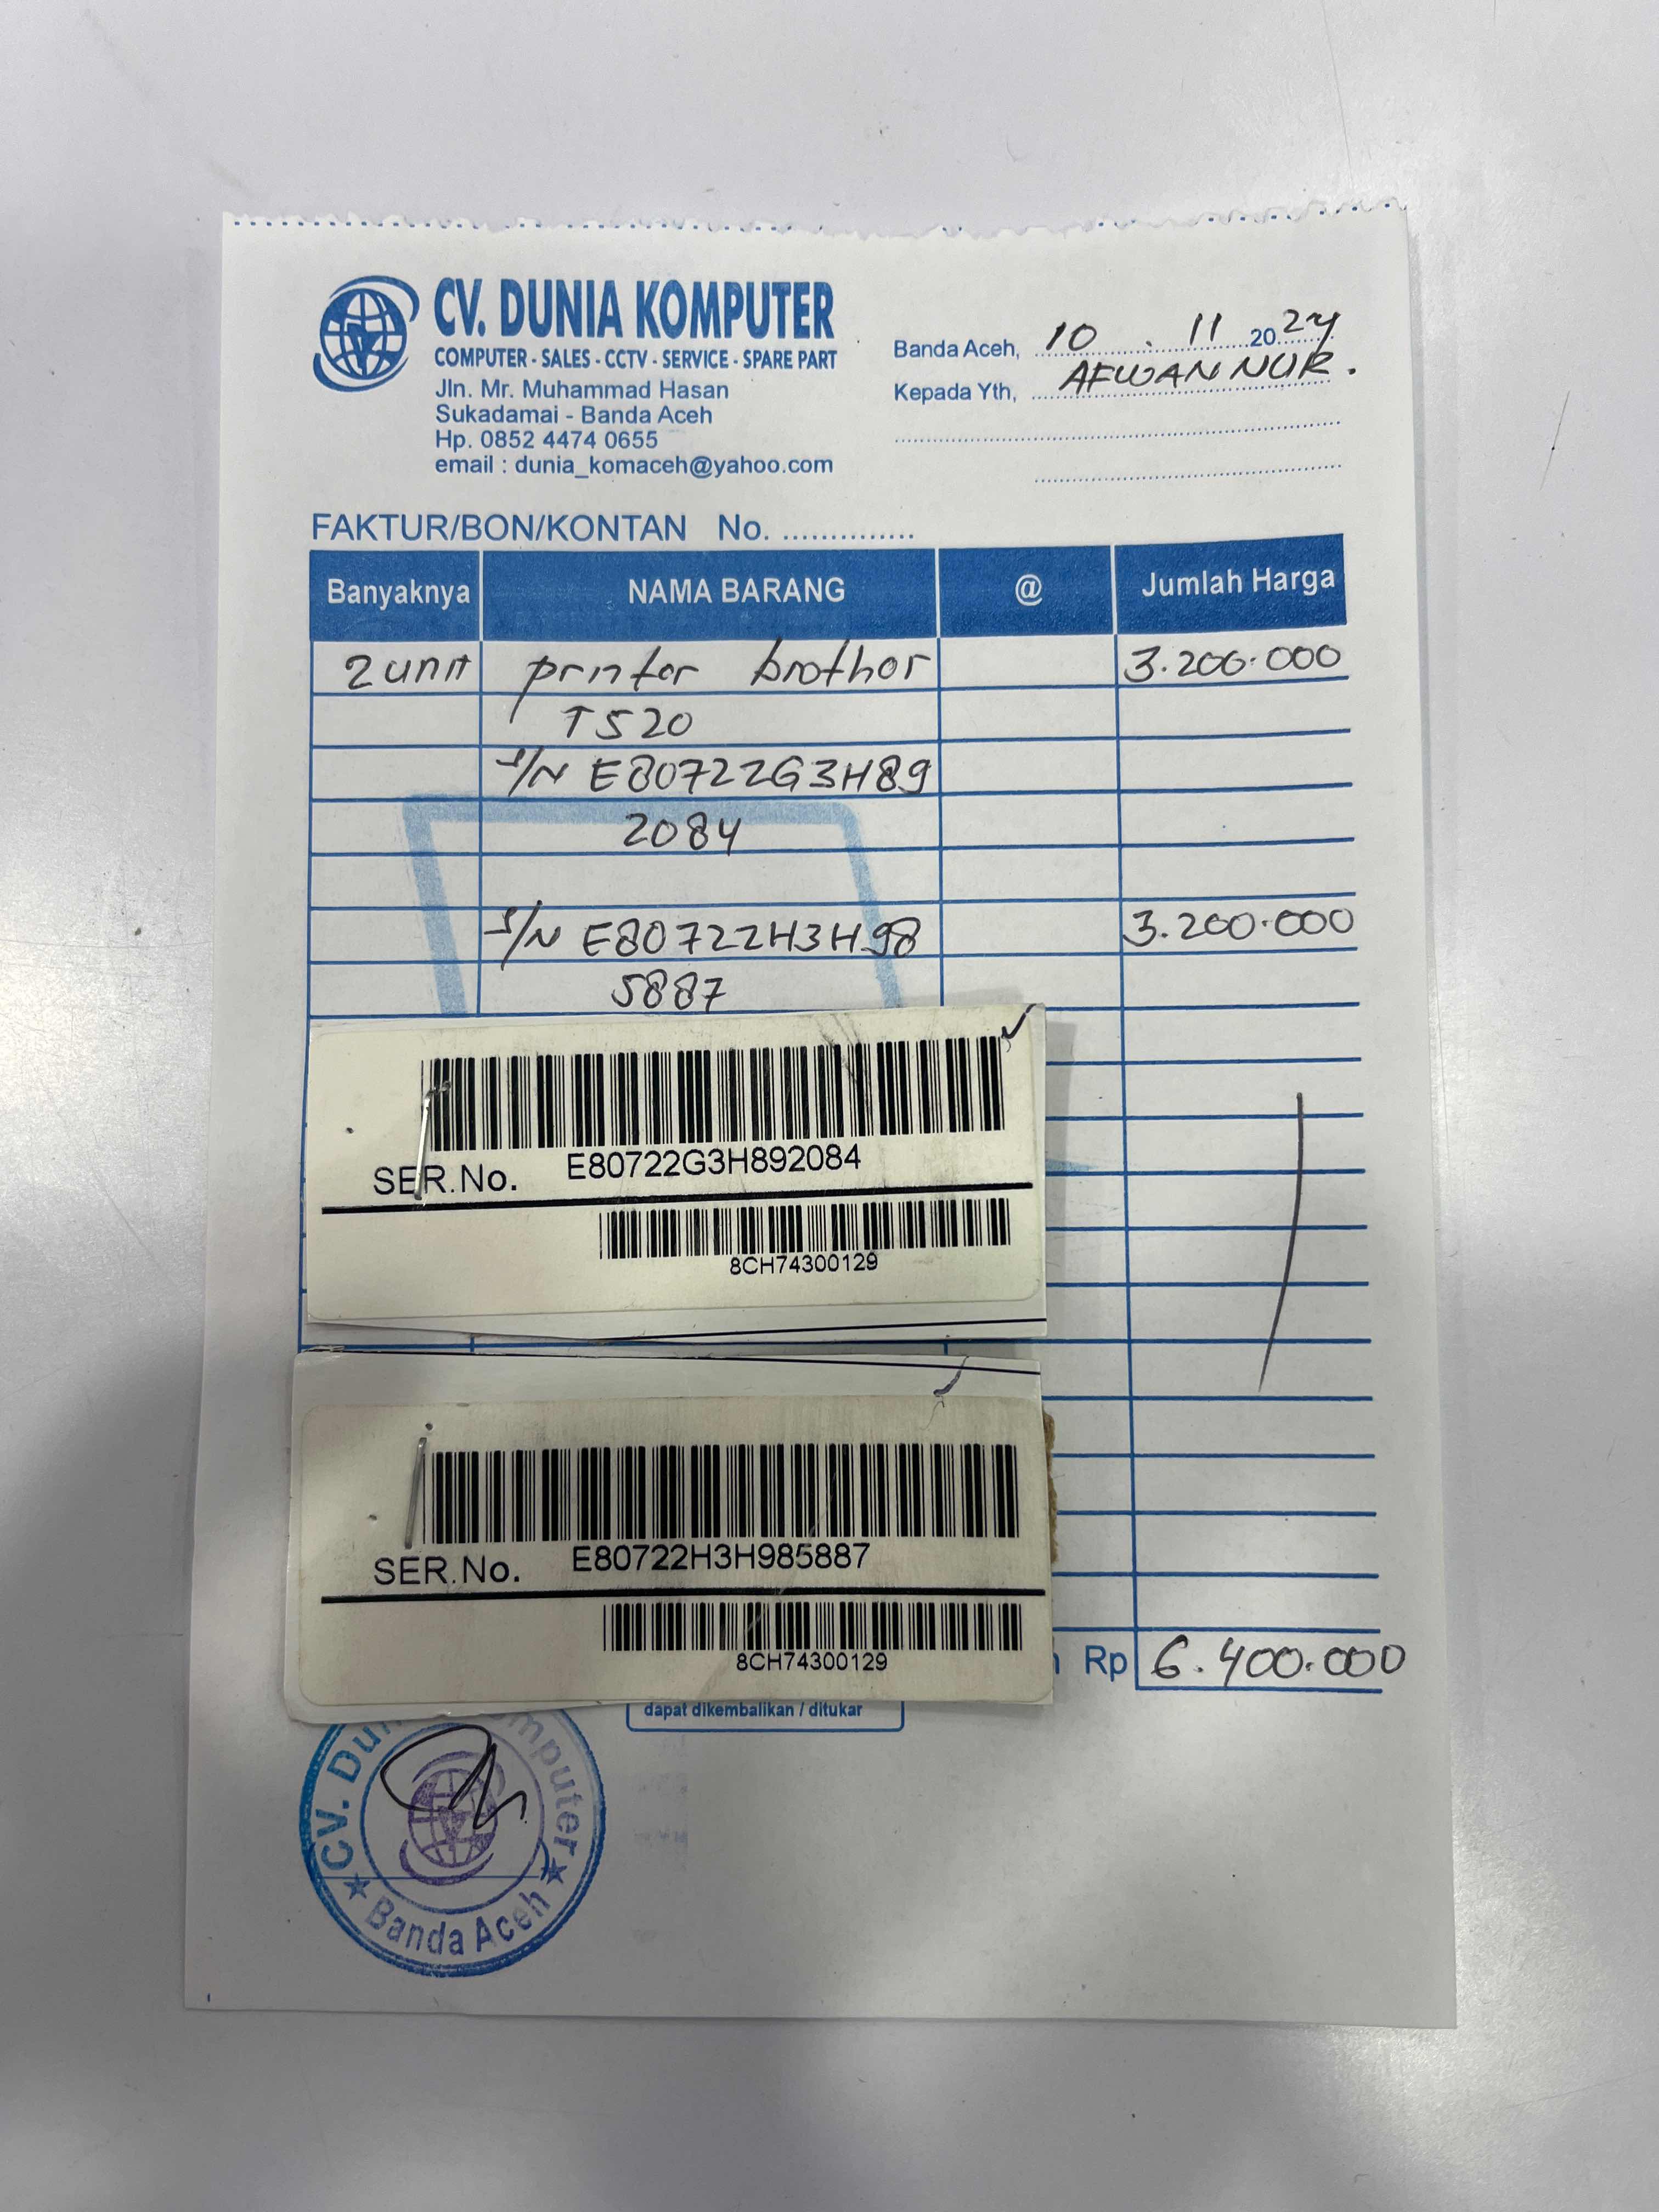 CV. DUNIA KOMPUTER
COMPUTER - SALES - CCTV - SERVICE - SPARE PART
Jln. Mr. Muhammad Hasan
Sukadamai - Banda Aceh
Hp. 0852 4474 0655
email : dunia_komaceh@yahoo.com
Banda Aceh, 10 . 11 2024
Kepada Yth, AFWAN NUR.
FAKTUR/BON/KONTAN No. ..............
Banyaknya NAMA BARANG @ Jumlah Harga
2 unit printer brother 3.200.000
T520
S/N E80722G3H89
2084
S/N E80722H3H98 3.200.000
5887
SER.No. E80722G3H892084
8CH74300129
SER.No. E80722H3H985887
8CH74300129
Rp 6.400.000
dapat dikembalikan / ditukar
CV. Dunia Komputer
Banda Aceh